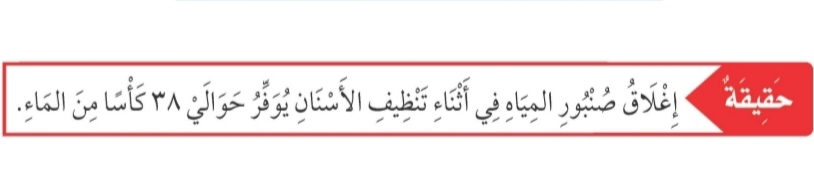 حَقِيقَةٌ إِغْلَاقُ صُنْبُورِ المِيَاهِ فِي أَثْنَاءِ تَنْظِيفِ الأَسْنَانِ يُوَفِّرُ حَوَالَيْ ٣٨ كَأْسًا مِنَ المَاءِ.